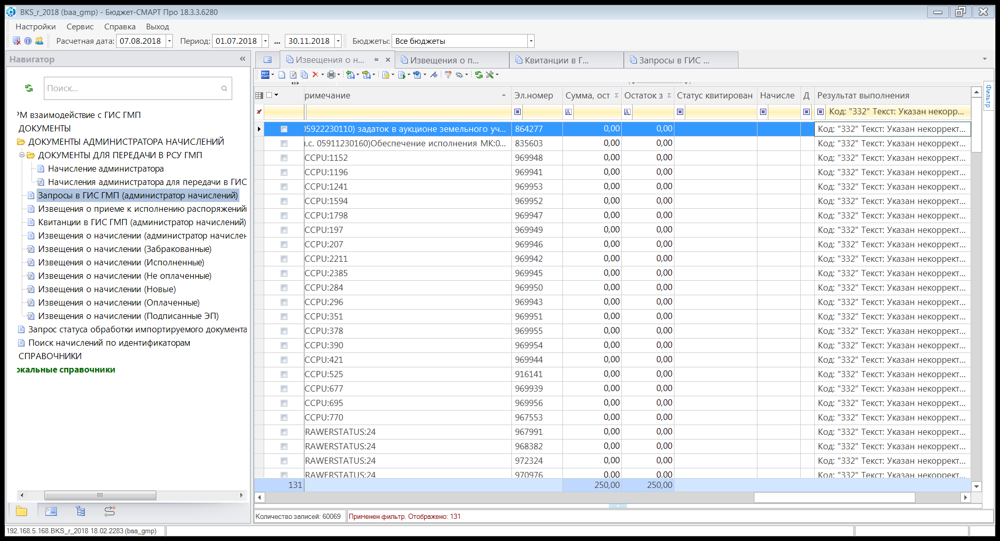 BKS_r_2018 (baa_gmp) - Бюджет-СМАРТ Про 18.3.3.6280
Настройки Сервис Справка Выход
Расчетная дата: 07.08.2018 Период: 01.07.2018 ... 30.11.2018 Бюджеты: Все бюджеты
Навигатор
Поиск...
РМ взаимодействие с ГИС ГМП
ДОКУМЕНТЫ
ДОКУМЕНТЫ АДМИНИСТРАТОРА НАЧИСЛЕНИЙ
ДОКУМЕНТЫ ДЛЯ ПЕРЕДАЧИ В РСУ ГМП
Начисление администратора
Начисления администратора для передачи в ГИС
Запросы в ГИС ГМП (администратор начислений)
Извещения о приеме к исполнению распоряжений
Квитанции в ГИС ГМП (администратор начислений)
Извещения о начислении (администратор начислен
Извещения о начислении (Забракованные)
Извещения о начислении (Исполненные)
Извещения о начислении (Не оплаченные)
Извещения о начислении (Новые)
Извещения о начислении (Оплаченные)
Извещения о начислении (Подписанные ЭП)
Запрос статуса обработки импортируемого документа
Поиск начислений по идентификаторам
СПРАВОЧНИКИ
окальные справочники
Извещения о н... Извещения о п... Квитанции в Г... Запросы в ГИС ...
РСУ ГМП
Фильтр
римечание Эл.номер Сумма, ост Σ Остаток з Σ Статус квитирован Начисле Д Результат выполнения
Код: "332" Текст: Указан некорр...
05922230110) задаток в аукционе земельного уч... 864277 0,00 0,00 Код: "332" Текст: Указан некоррект...
л.с. 05911230160)Обеспечение исполнения МК:0... 835603 0,00 0,00 Код: "332" Текст: Указан некоррект...
CCPU:1152 969948 0,00 0,00 Код: "332" Текст: Указан некоррект...
CCPU:1196 969941 0,00 0,00 Код: "332" Текст: Указан некоррект...
CCPU:1241 969953 0,00 0,00 Код: "332" Текст: Указан некоррект...
CCPU:1594 969952 0,00 0,00 Код: "332" Текст: Указан некоррект...
CCPU:1798 969947 0,00 0,00 Код: "332" Текст: Указан некоррект...
CCPU:197 969949 0,00 0,00 Код: "332" Текст: Указан некоррект...
CCPU:207 969946 0,00 0,00 Код: "332" Текст: Указан некоррект...
CCPU:2211 969942 0,00 0,00 Код: "332" Текст: Указан некоррект...
CCPU:2385 969945 0,00 0,00 Код: "332" Текст: Указан некоррект...
CCPU:284 969950 0,00 0,00 Код: "332" Текст: Указан некоррект...
CCPU:296 969943 0,00 0,00 Код: "332" Текст: Указан некоррект...
CCPU:351 969951 0,00 0,00 Код: "332" Текст: Указан некоррект...
CCPU:378 969955 0,00 0,00 Код: "332" Текст: Указан некоррект...
CCPU:390 969954 0,00 0,00 Код: "332" Текст: Указан некоррект...
CCPU:421 969944 0,00 0,00 Код: "332" Текст: Указан некоррект...
CCPU:525 916141 0,00 0,00 Код: "332" Текст: Указан некоррект...
CCPU:677 969939 0,00 0,00 Код: "332" Текст: Указан некоррект...
CCPU:695 969956 0,00 0,00 Код: "332" Текст: Указан некоррект...
CCPU:770 967553 0,00 0,00 Код: "332" Текст: Указан некоррект...
RAWERSTATUS:24 967991 0,00 0,00 Код: "332" Текст: Указан некоррект...
RAWERSTATUS:24 968382 0,00 0,00 Код: "332" Текст: Указан некоррект...
RAWERSTATUS:24 972324 0,00 0,00 Код: "332" Текст: Указан некоррект...
RAWERSTATUS:24 970976 0,00 0,00 Код: "332" Текст: Указан некоррект...
131 250,00 250,00
Количество записей: 60069 Применен фильтр. Отображено: 131
192.168.5.168.BKS_r_2018 18.02.2283 (baa_gmp)